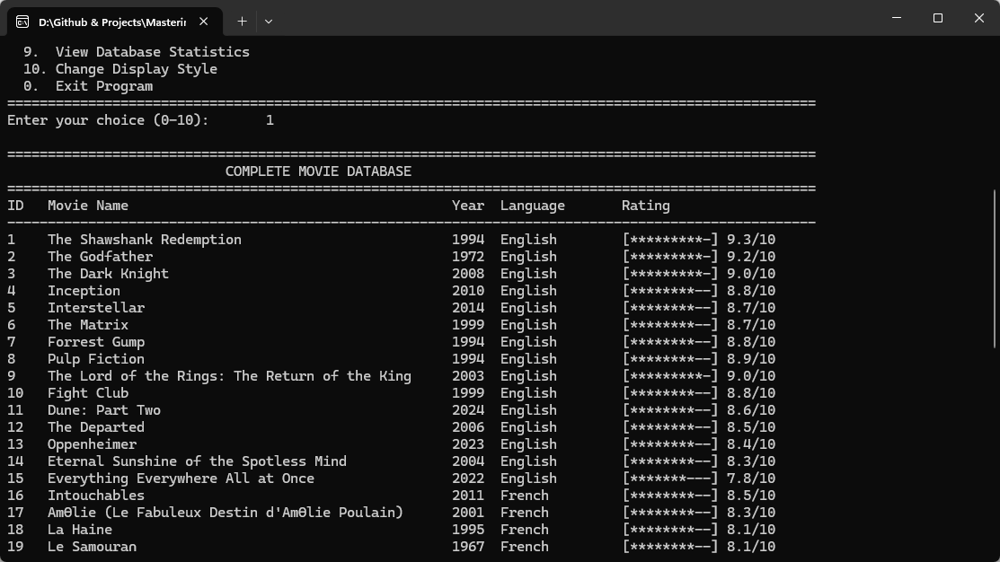 D:\Github & Projects\Masterin
9.  View Database Statistics
10. Change Display Style
0.  Exit Program
====================================================================================================
Enter your choice (0-10):       1
====================================================================================================
COMPLETE MOVIE DATABASE
====================================================================================================
ID   Movie Name                                        Year  Language       Rating
----------------------------------------------------------------------------------------------------
1    The Shawshank Redemption                          1994  English        [*********-] 9.3/10
2    The Godfather                                     1972  English        [*********-] 9.2/10
3    The Dark Knight                                   2008  English        [*********-] 9.0/10
4    Inception                                         2010  English        [********--] 8.8/10
5    Interstellar                                      2014  English        [********--] 8.7/10
6    The Matrix                                        1999  English        [********--] 8.7/10
7    Forrest Gump                                      1994  English        [********--] 8.8/10
8    Pulp Fiction                                      1994  English        [********--] 8.9/10
9    The Lord of the Rings: The Return of the King     2003  English        [*********-] 9.0/10
10   Fight Club                                        1999  English        [********--] 8.8/10
11   Dune: Part Two                                    2024  English        [********--] 8.6/10
12   The Departed                                      2006  English        [********--] 8.5/10
13   Oppenheimer                                       2023  English        [********--] 8.4/10
14   Eternal Sunshine of the Spotless Mind             2004  English        [********--] 8.3/10
15   Everything Everywhere All at Once                 2022  English        [*******---] 7.8/10
16   Intouchables                                      2011  French         [********--] 8.5/10
17   AmΘlie (Le Fabuleux Destin d'AmΘlie Poulain)      2001  French         [********--] 8.3/10
18   La Haine                                          1995  French         [********--] 8.1/10
19   Le Samoura∩                                       1967  French         [********--] 8.1/10